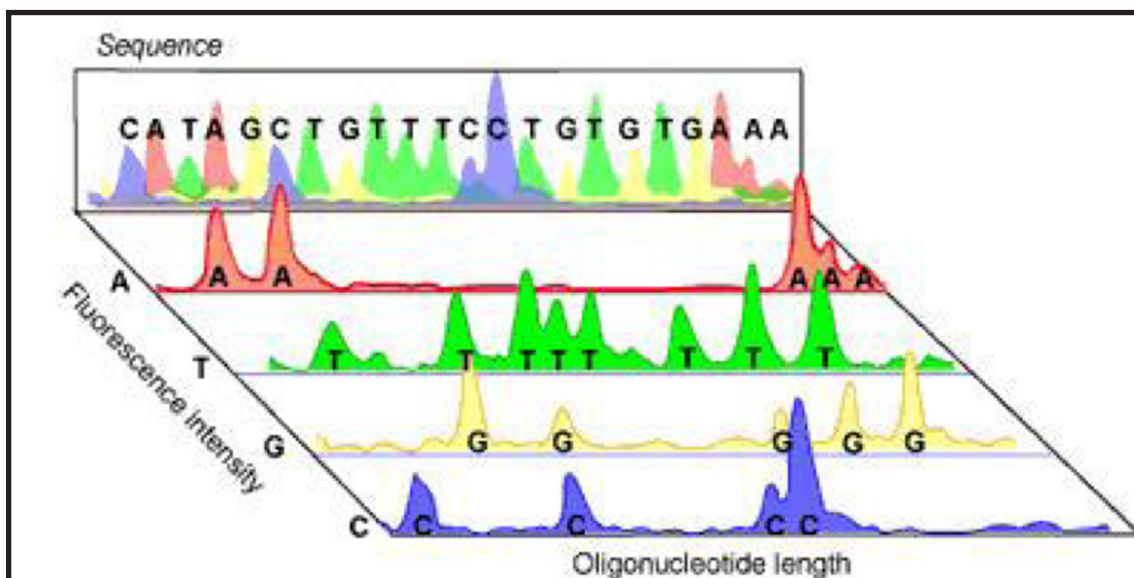 Sequence
C A T A G C T G T T T C C T G T G T G A A A
A A A A A A
T T T T T T T T T
G G G G G G
C C C C C
Fluorescence intensity
Oligonucleotide length